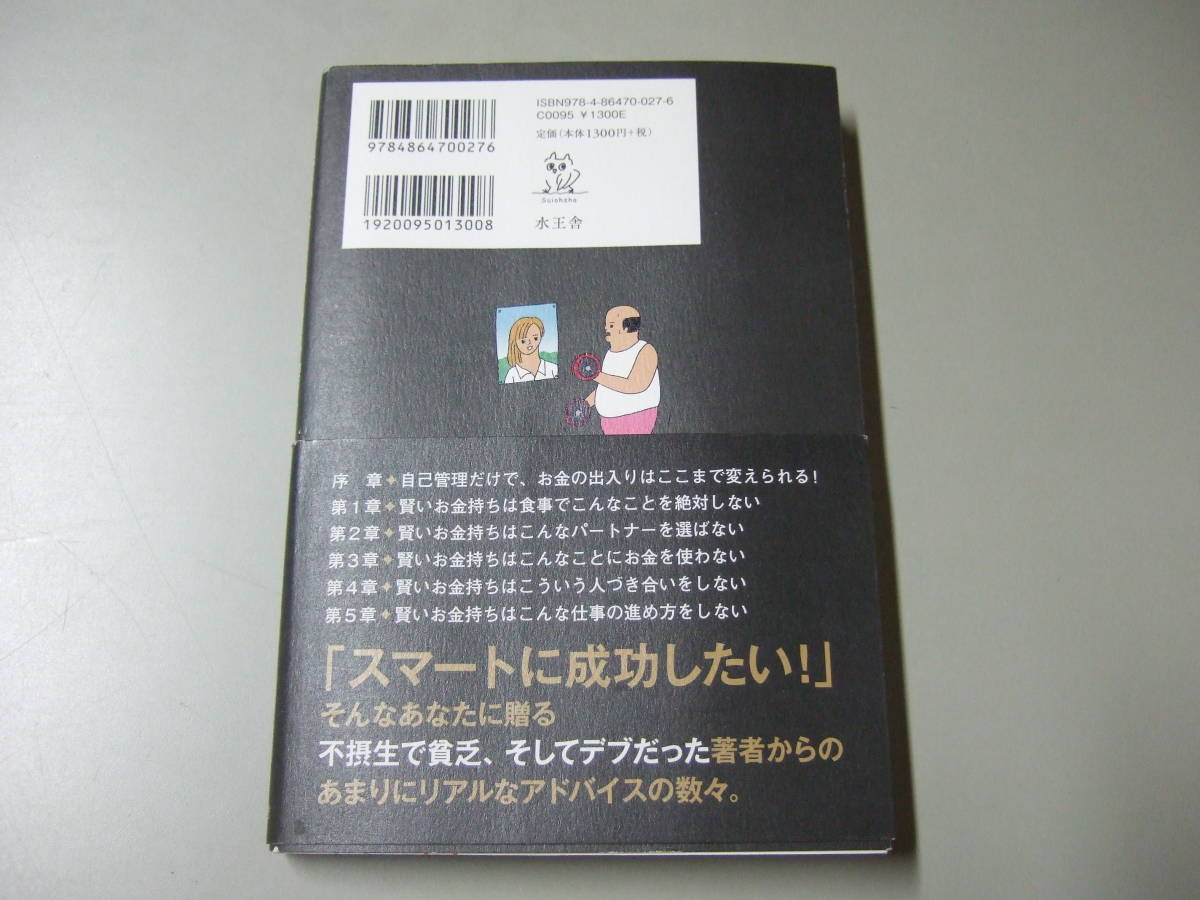 ISBN978-4-86470-027-6
C0095 ¥1300E
定価(本体1300円+税)
9784864700276
1920095013008
Suiohsha
水王舎
序 章✦自己管理だけで、お金の出入りはここまで変えられる!
第1章✦賢いお金持ちは食事でこんなことを絶対しない
第2章✦賢いお金持ちはこんなパートナーを選ばない
第3章✦賢いお金持ちはこんなことにお金を使わない
第4章✦賢いお金持ちはこういう人づき合いをしない
第5章✦賢いお金持ちはこんな仕事の進め方をしない
「スマートに成功したい!」
そんなあなたに贈る
不摂生で貧乏、そしてデブだった著者からの
あまりにリアルなアドバイスの数々。